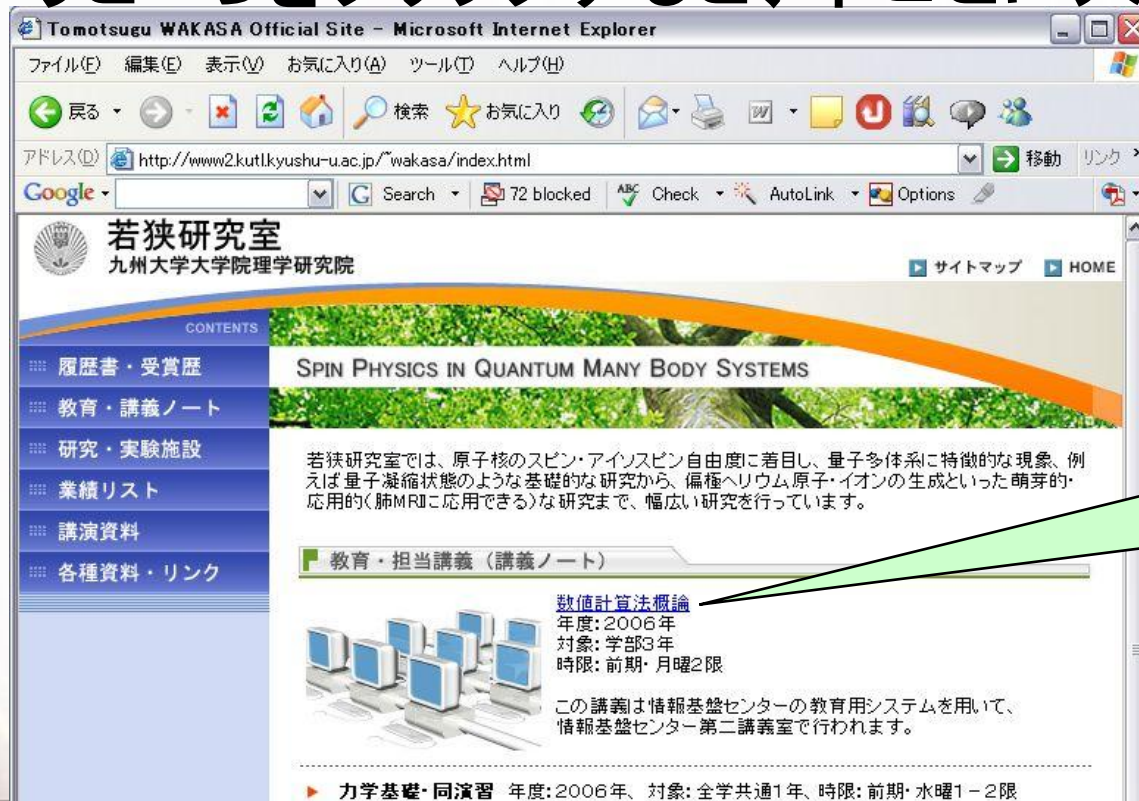 Tomotsugu WAKASA Official Site - Microsoft Internet Explorer
ファイル(F) 編集(E) 表示(V) お気に入り(A) ツール(T) ヘルプ(H)
戻る 検索 お気に入り
アドレス(D) http://www2.kutl.kyushu-u.ac.jp/~wakasa/index.html 移動 リンク
Google Search 72 blocked Check AutoLink Options
若狭研究室
九州大学大学院理学研究院
サイトマップ HOME
CONTENTS
履歴書・受賞歴
教育・講義ノート
研究・実験施設
業績リスト
講演資料
各種資料・リンク
SPIN PHYSICS IN QUANTUM MANY BODY SYSTEMS
若狭研究室では、原子核のスピン・アイソスピン自由度に着目し、量子多体系に特徴的な現象、例
えば量子凝縮状態のような基礎的な研究から、偏極ヘリウム原子・イオンの生成といった萌芽的・
応用的(肺MRIに応用できる)な研究まで、幅広い研究を行っています。
教育・担当講義（講義ノート）
数値計算法概論
年度:2006年
対象:学部3年
時限:前期・月曜2限
この講義は情報基盤センターの教育用システムを用いて、
情報基盤センター第二講義室で行われます。
力学基礎・同演習 年度:2006年、対象:全学共通1年、時限:前期・水曜1－2限